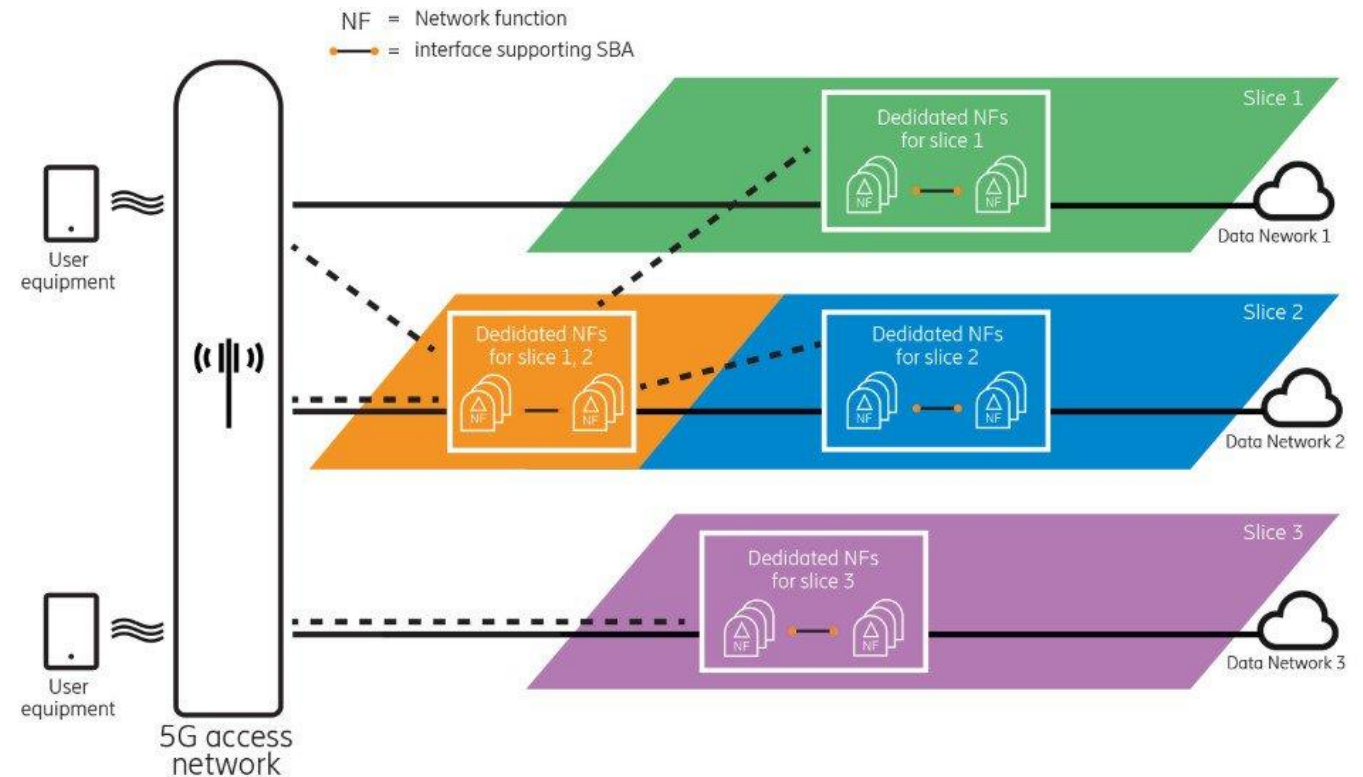 NF = Network function
= interface supporting SBA
Slice 1
Dedidated NFs
for slice 1
NF
NF
User
equipment
Data Nework 1
Slice 2
Dedidated NFs
for slice 1, 2
NF
NF
Dedidated NFs
for slice 2
NF
NF
Data Network 2
Slice 3
Dedidated NFs
for slice 3
NF
NF
User
equipment
Data Network 3
5G access
network